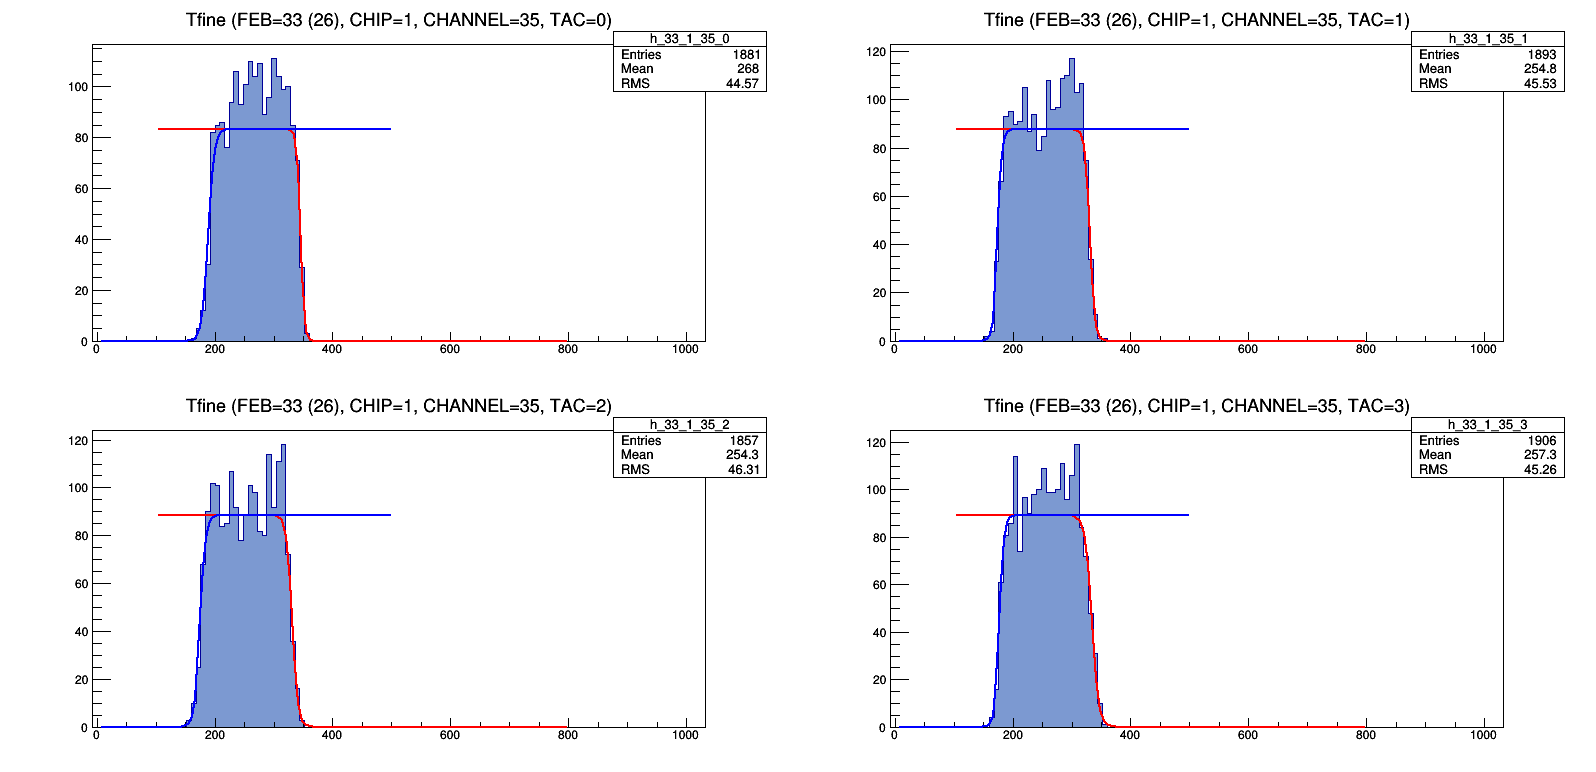 Tfine (FEB=33 (26), CHIP=1, CHANNEL=35, TAC=0)
h_33_1_35_0
Entries 1881
Mean 268
RMS 44.57
100
80
60
40
20
0
0 200 400 600 800 1000
Tfine (FEB=33 (26), CHIP=1, CHANNEL=35, TAC=1)
h_33_1_35_1
Entries 1893
Mean 254.8
RMS 45.53
120
100
80
60
40
20
0
0 200 400 600 800 1000
Tfine (FEB=33 (26), CHIP=1, CHANNEL=35, TAC=2)
h_33_1_35_2
Entries 1857
Mean 254.3
RMS 46.31
120
100
80
60
40
20
0
0 200 400 600 800 1000
Tfine (FEB=33 (26), CHIP=1, CHANNEL=35, TAC=3)
h_33_1_35_3
Entries 1906
Mean 257.3
RMS 45.26
120
100
80
60
40
20
0
0 200 400 600 800 1000